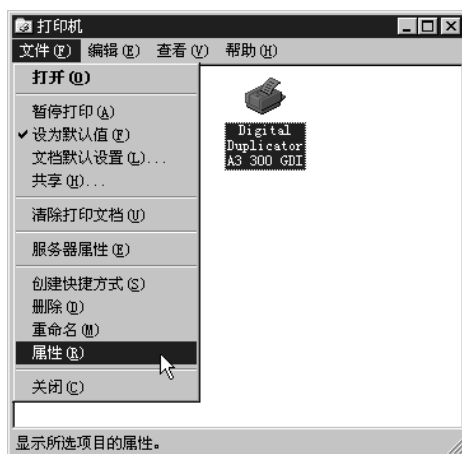 打印机
文件(F) 编辑(E) 查看(V) 帮助(H)
打开(O)
暂停打印(A)
设为默认值(F)
文档默认设置(L)...
共享(H)...
清除打印文档(U)
服务器属性(E)
创建快捷方式(S)
删除(D)
重命名(M)
属性(R)
关闭(C)
Digital
Duplicator
A3 300 GDI
显示所选项目的属性。